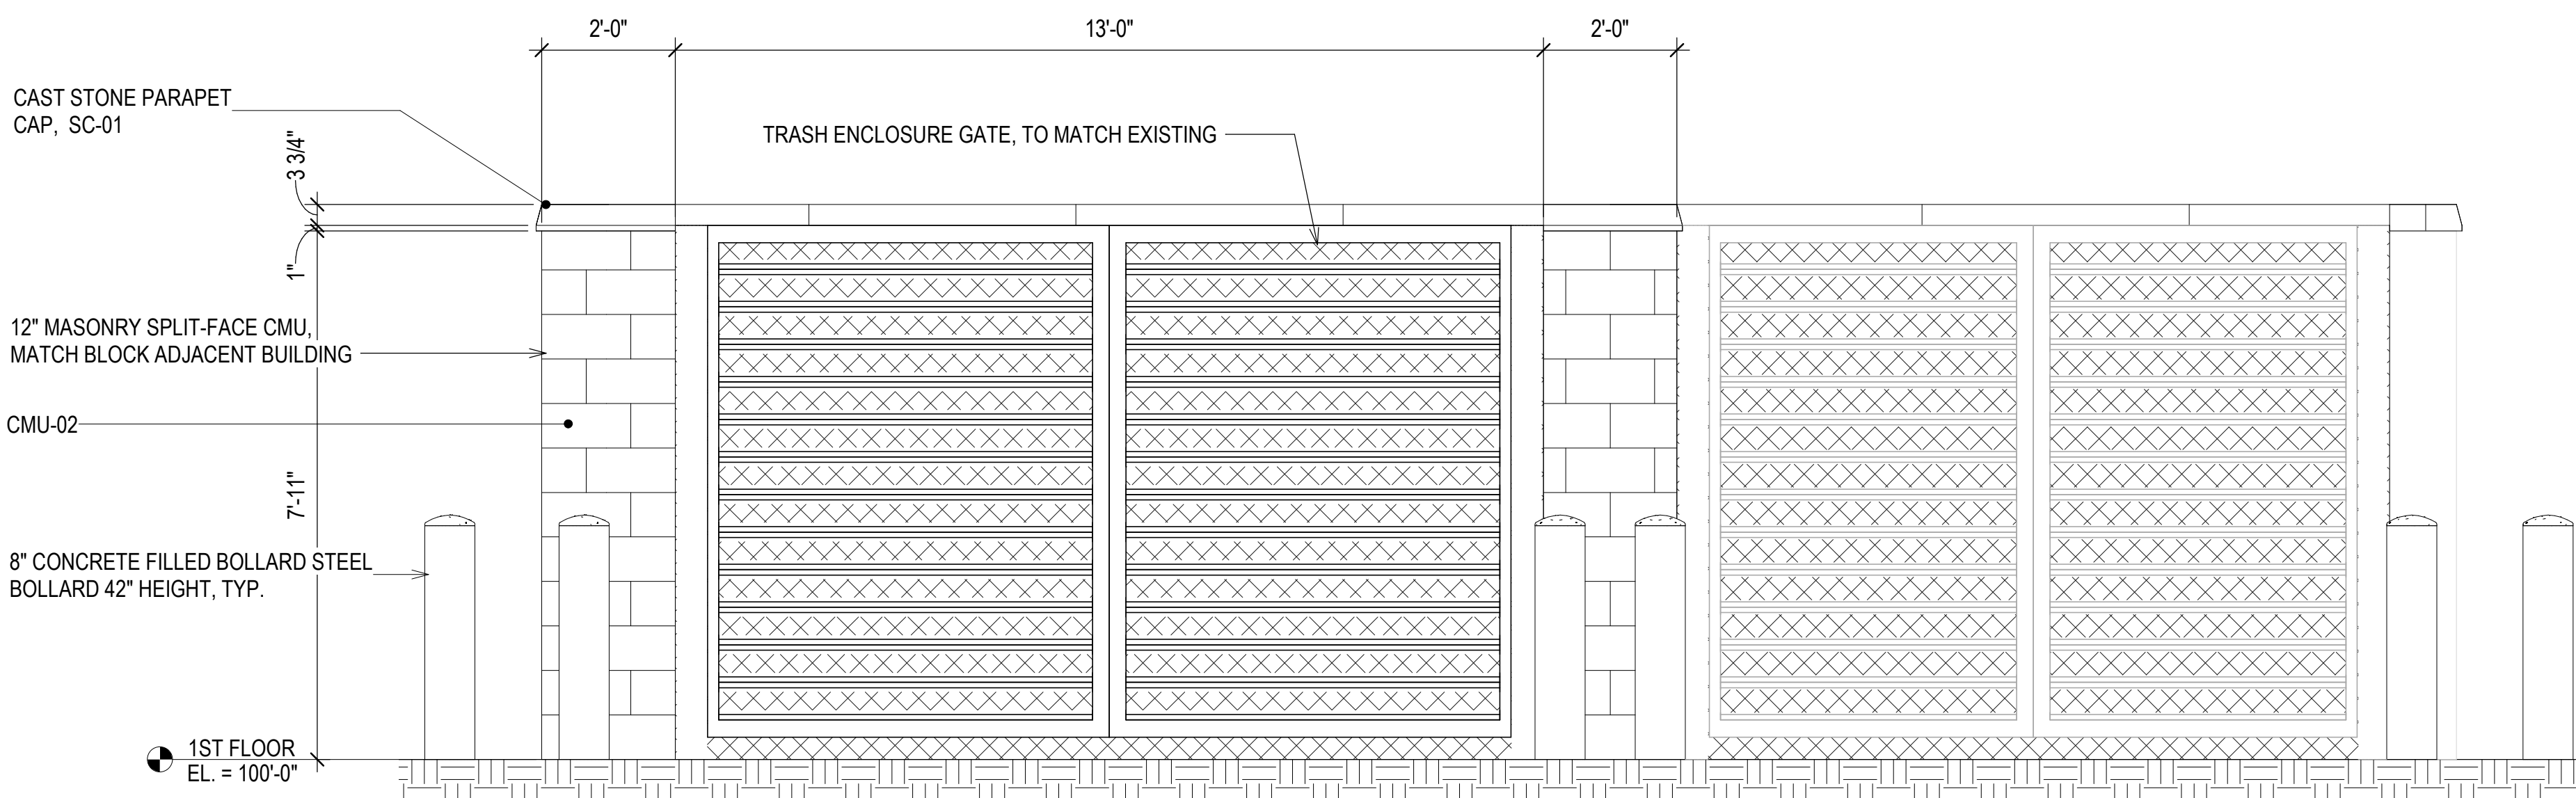 2'-0"
13'-0"
2'-0"
CAST STONE PARAPET
CAP, SC-01
3 3/4"
TRASH ENCLOSURE GATE, TO MATCH EXISTING
1"
12" MASONRY SPLIT-FACE CMU,
MATCH BLOCK ADJACENT BUILDING
CMU-02
7'-11"
8" CONCRETE FILLED BOLLARD STEEL
BOLLARD 42" HEIGHT, TYP.
1ST FLOOR
EL. = 100'-0"